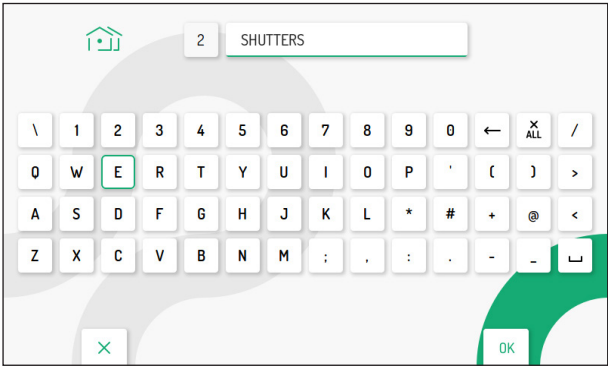 2 SHUTTERS
\ 1 2 3 4 5 6 7 8 9 0 ← × ALL /
Q W E R T Y U I O P ' ( ) >
A S D F G H J K L * # + @ <
Z X C V B N M ; , : . - _ ⌴
× OK